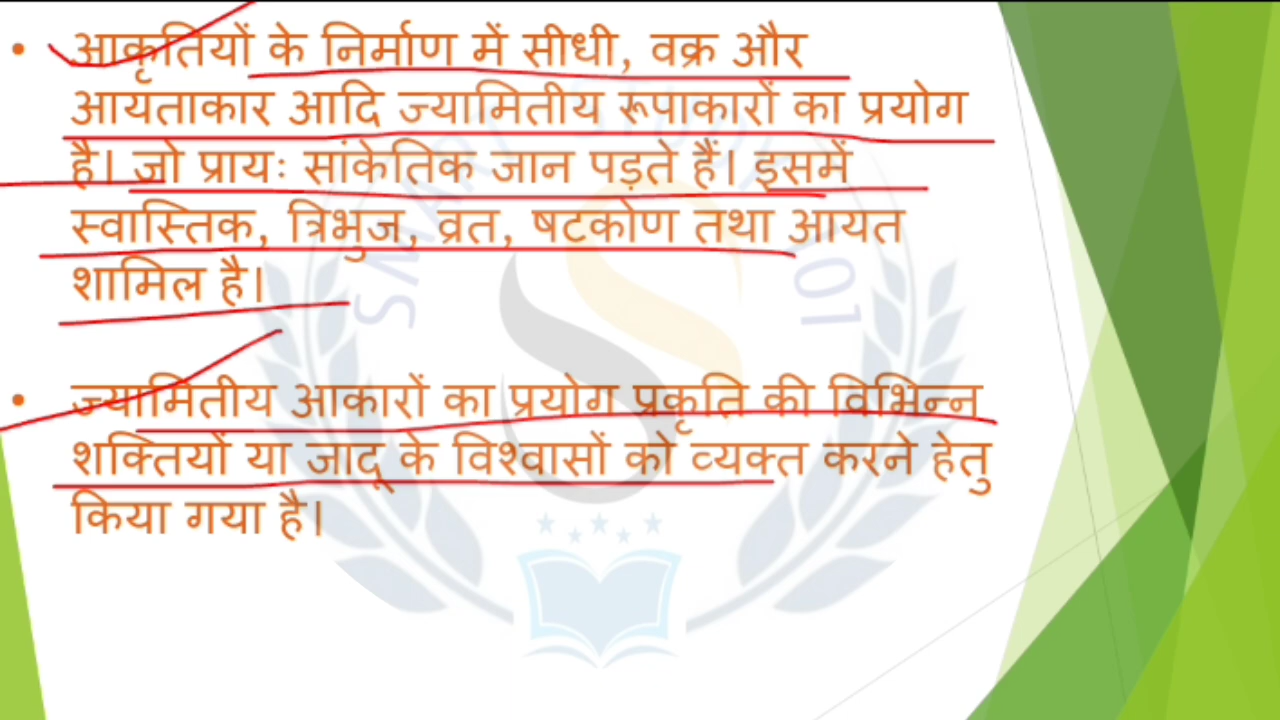 • आकृतियों के निर्माण में सीधी, वक्र और
आयताकार आदि ज्यामितीय रूपाकारों का प्रयोग
है। जो प्रायः सांकेतिक जान पड़ते हैं। इसमें
स्वास्तिक, त्रिभुज, व्रत, षटकोण तथा आयत
शामिल है।
• ज्यामितीय आकारों का प्रयोग प्रकृति की विभिन्न
शक्तियों या जादू के विश्वासों को व्यक्त करने हेतु
किया गया है।